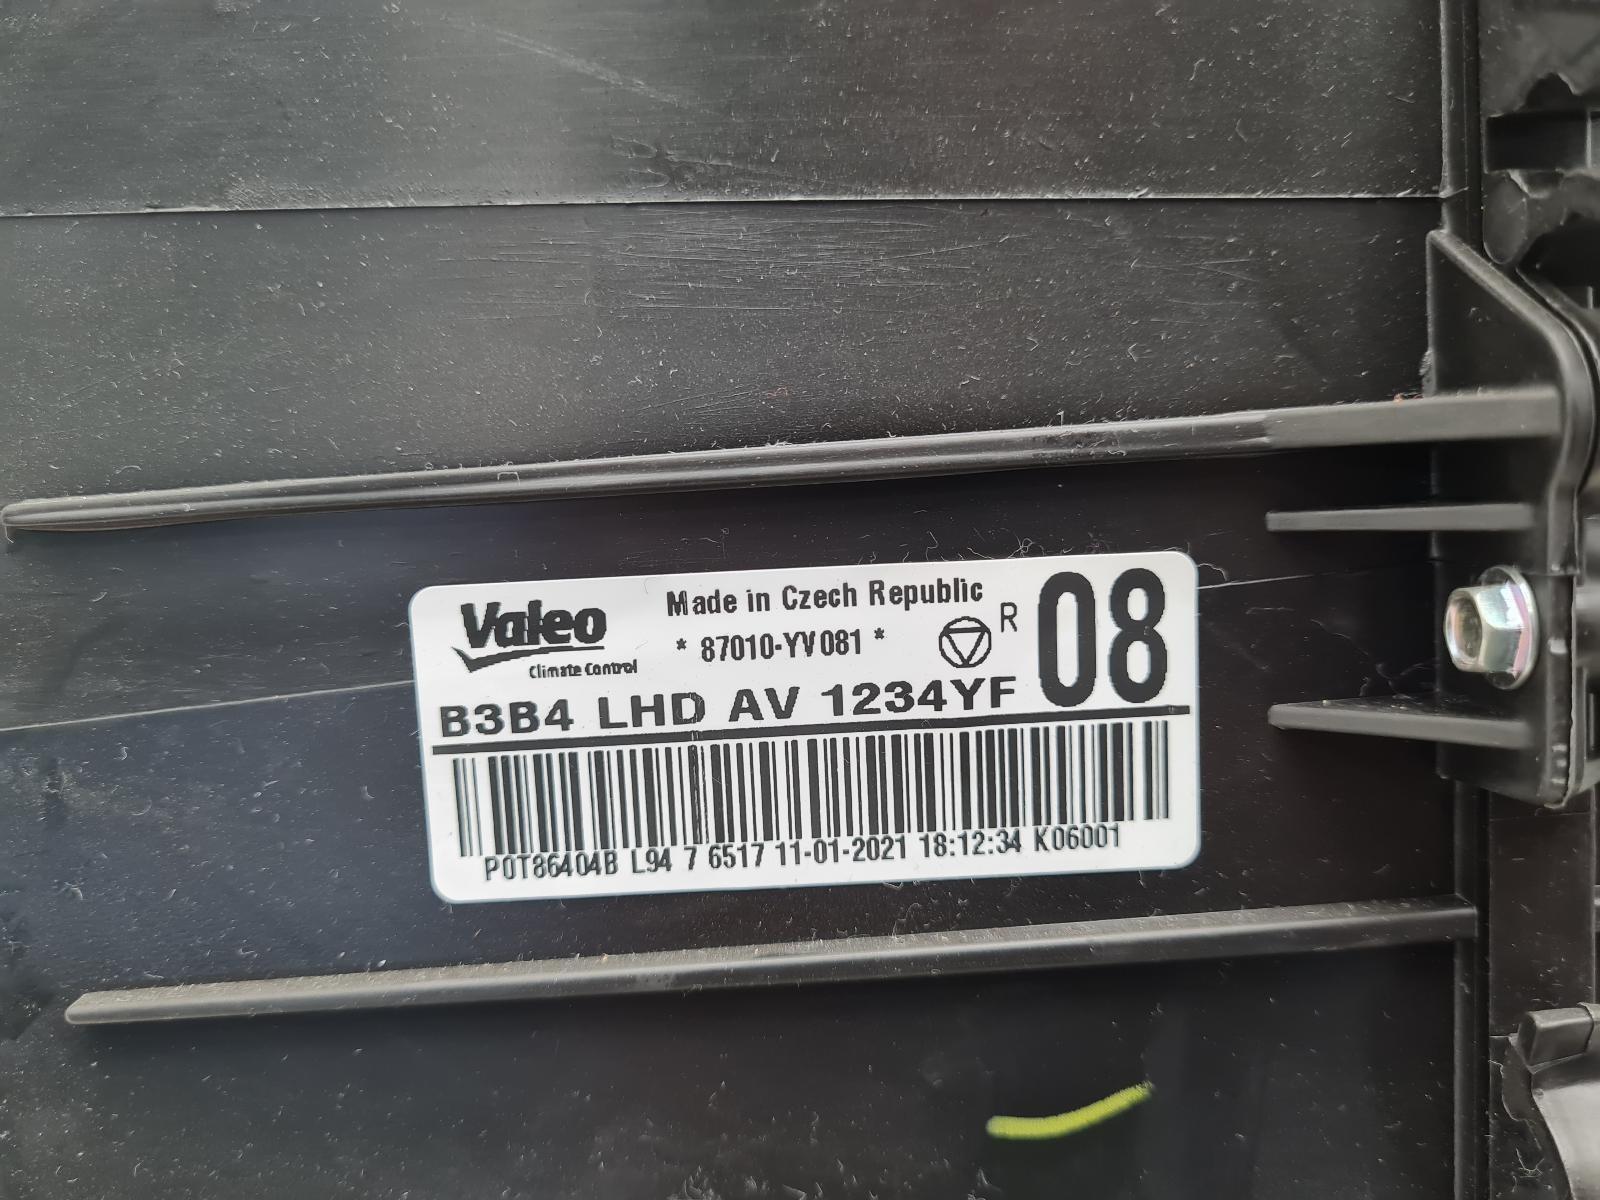 Valeo
Climate Control
Made in Czech Republic
* 87010-YV081 *
R
08
B3B4 LHD AV 1234YF
P0T86404B L94 7 6517 11-01-2021 18:12:34 K06001